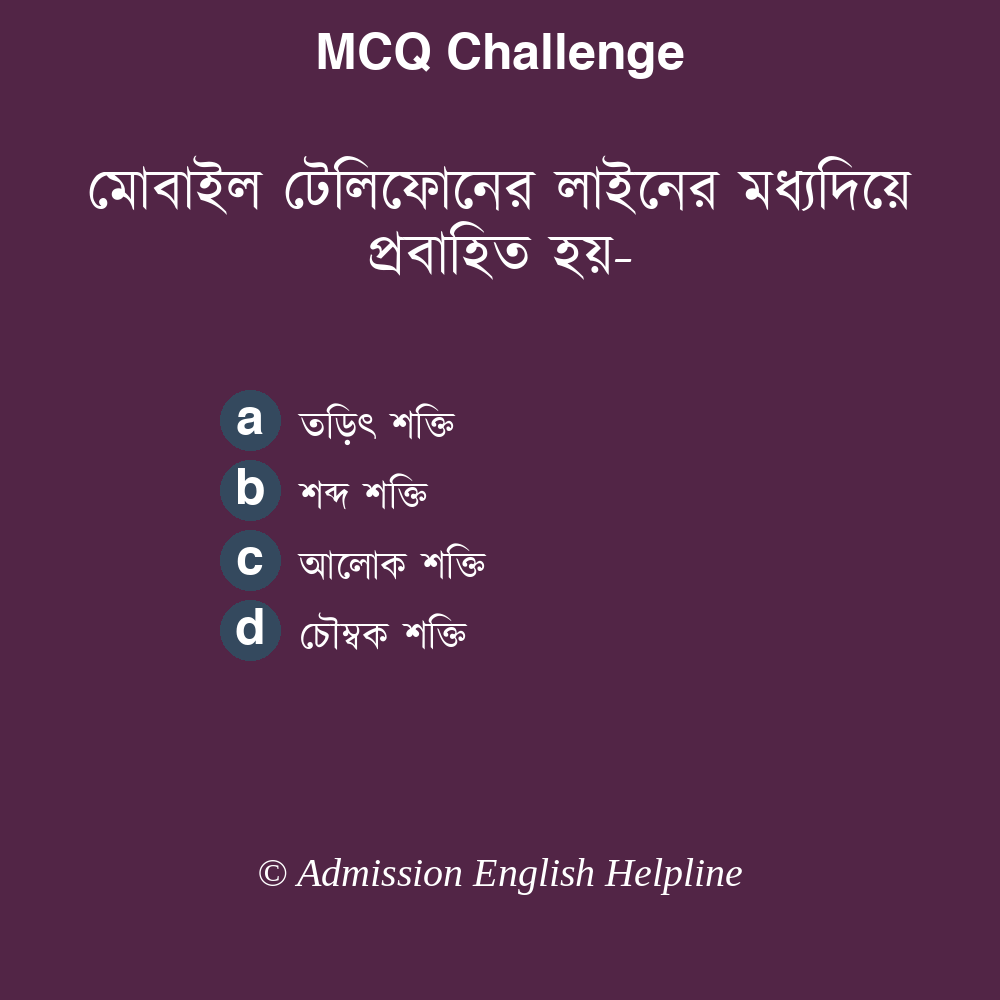 MCQ Challenge
মোবাইল টেলিফোনের লাইনের মধ্যদিয়ে
প্রবাহিত হয়-
a তড়িৎ শক্তি
b শব্দ শক্তি
c আলোক শক্তি
d চৌম্বক শক্তি
© Admission English Helpline